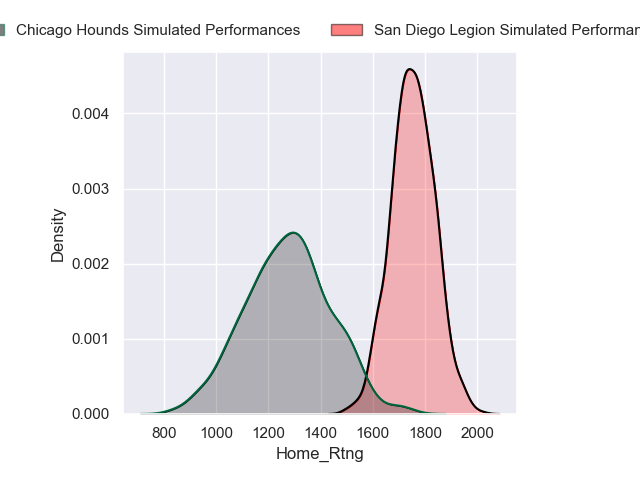 Chicago Hounds Simulated Performances
San Diego Legion Simulated
0.004
0.003
0.002
0.001
0.000
Density
800 1000 1200 1400 1600 1800 2000
Home_Rtng